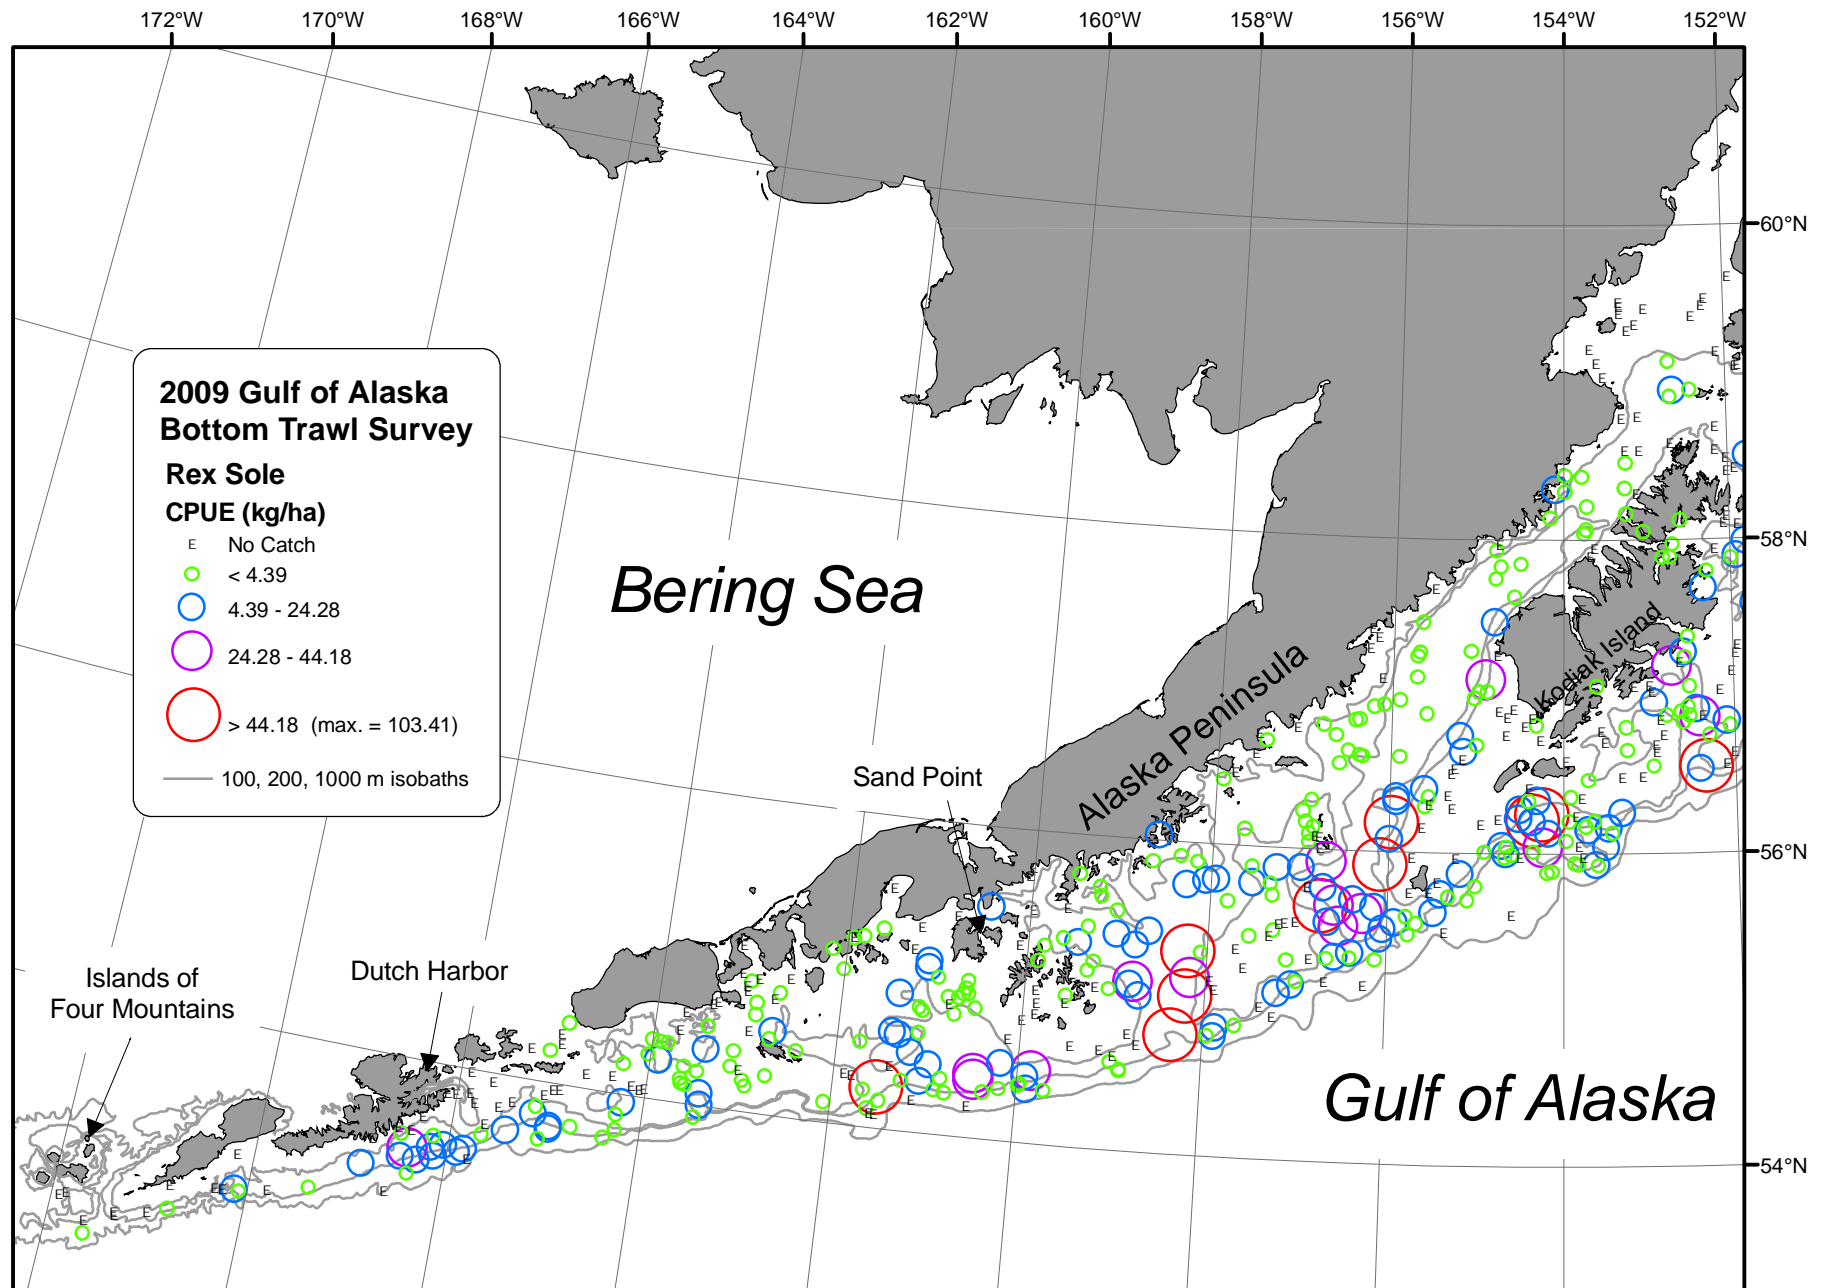 172°W 170°W 168°W 166°W 164°W 162°W 160°W 158°W 156°W 154°W 152°W
60°N
2009 Gulf of Alaska
Bottom Trawl Survey
Rex Sole
CPUE (kg/ha)
E No Catch
< 4.39
4.39 - 24.28
24.28 - 44.18
> 44.18 (max. = 103.41)
100, 200, 1000 m isobaths
58°N
Bering Sea
Kodiak Island
Alaska Peninsula
Sand Point
56°N
Islands of
Four Mountains
Dutch Harbor
Gulf of Alaska
54°N